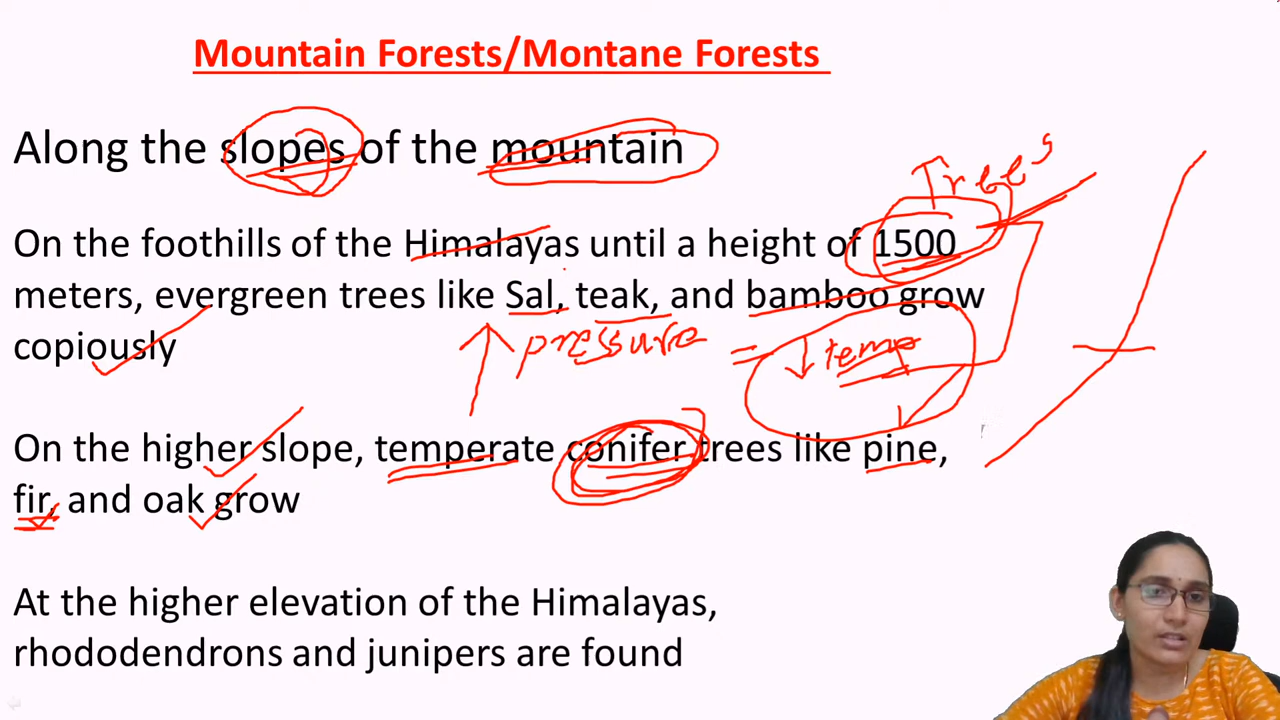 Mountain Forests/Montane Forests
Along the slopes of the mountain
Trees
On the foothills of the Himalayas until a height of 1500
meters, evergreen trees like Sal, teak, and bamboo grow
copiously
pressure = ↓ temp
On the higher slope, temperate conifer trees like pine,
fir, and oak grow
At the higher elevation of the Himalayas,
rhododendrons and junipers are found